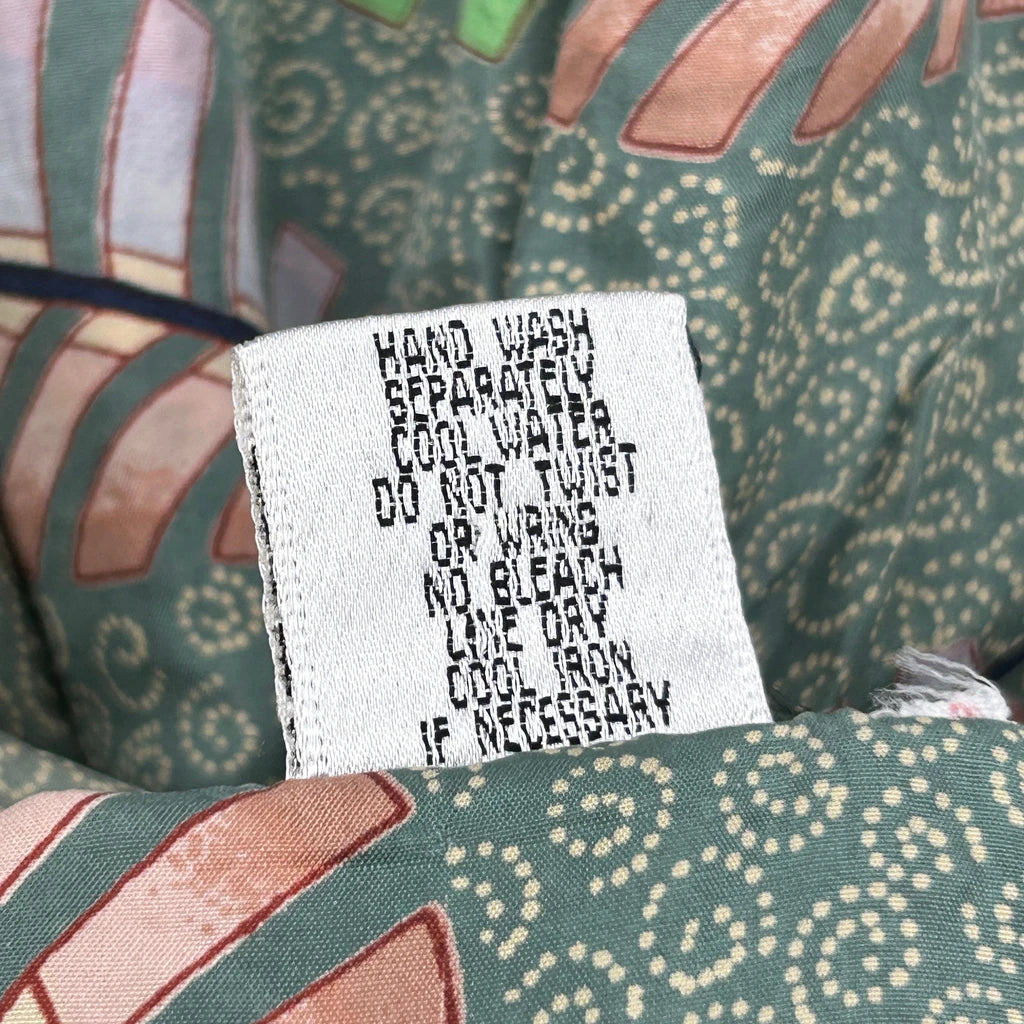 HAND WASH
SEPARATELY
COOL WATER
DO NOT TWIST
OR WRING
NO BLEACH
LINE DRY
COOL IRON
IF NECESSARY